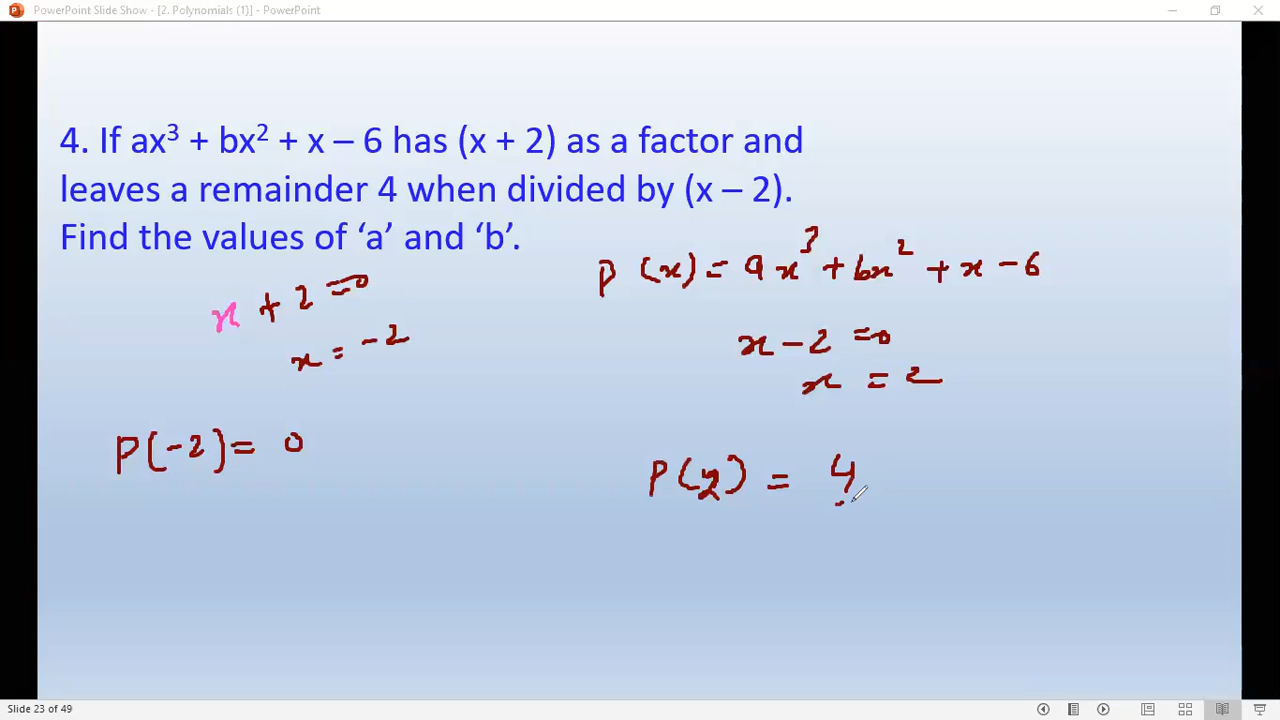 PowerPoint Slide Show - [2. Polynomials (1)] - PowerPoint
4. If ax³ + bx² + x – 6 has (x + 2) as a factor and
leaves a remainder 4 when divided by (x – 2).
Find the values of ‘a’ and ‘b’.
P (x) = ax³ + bx² + x - 6
x + 2 = 0
x = -2
x - 2 = 0
x = 2
P(-2) = 0
P(2) = 4
Slide 23 of 49